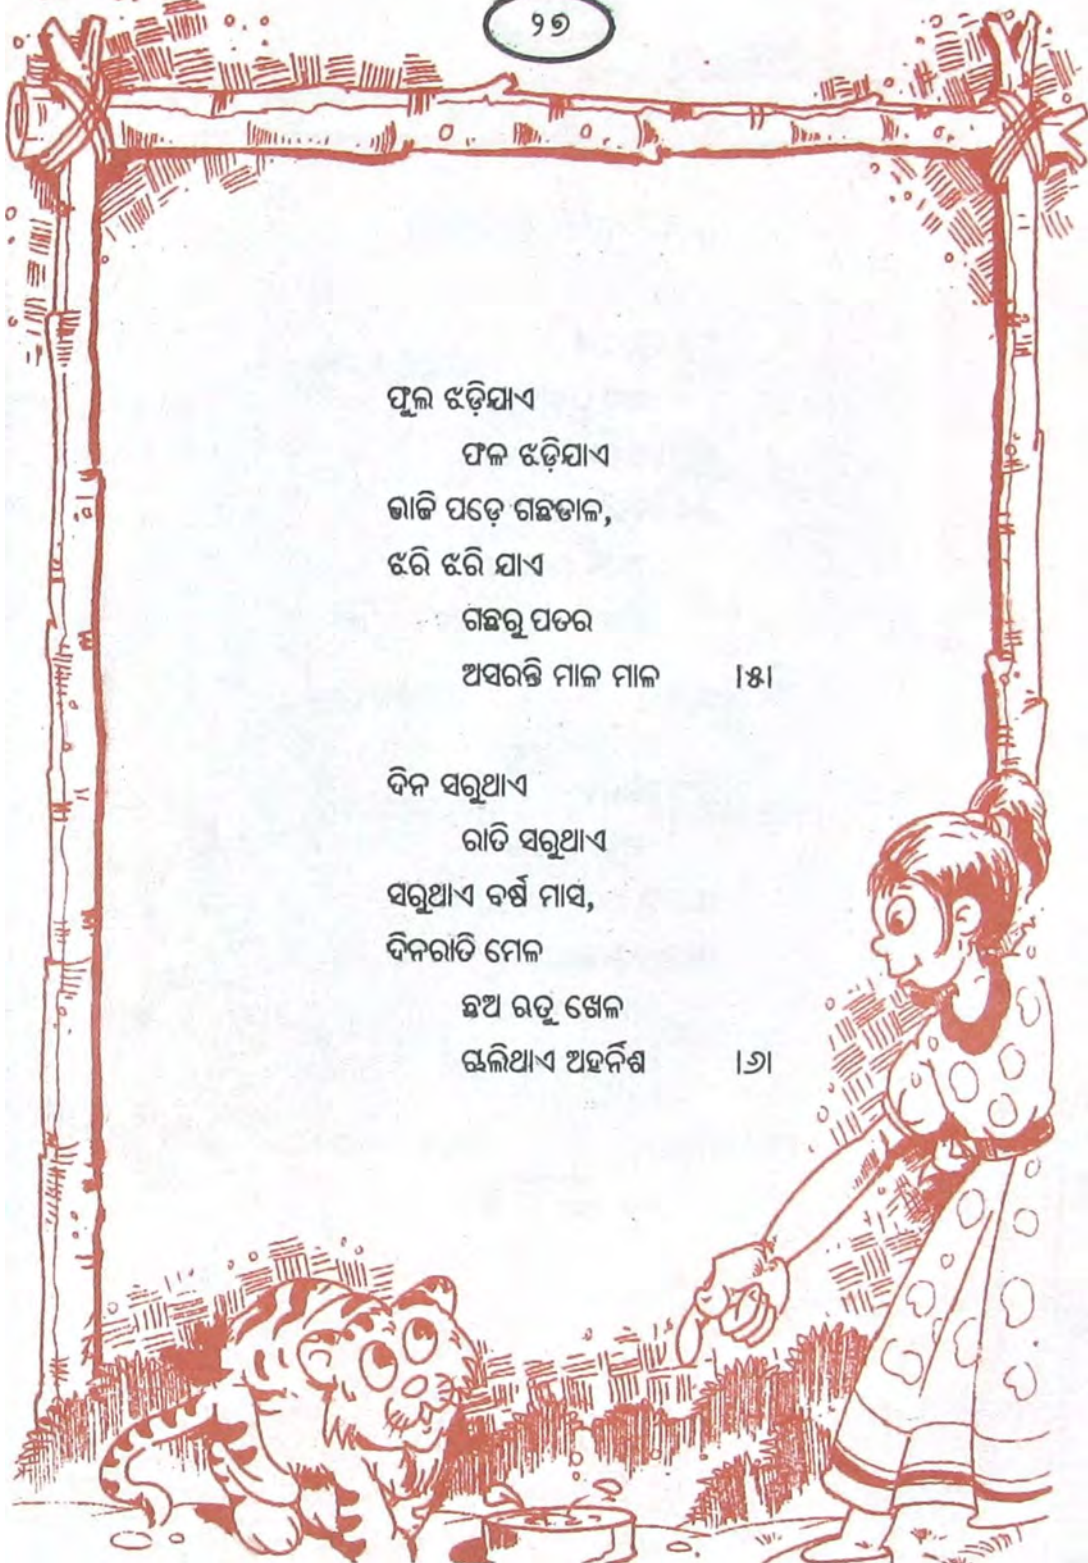 ୨୭
ଫୁଲ ଝଡ଼ିଯାଏ
ଫଳ ଝଡ଼ିଯାଏ
ଭାଜି ପଡ଼େ ଗଛଡାଳ,
ଝରି ଝରି ଯାଏ
ଗଛରୁ ପତର
ଅସରନ୍ତି ମାଳ ମାଳ ।୫।
ଦିନ ସରୁଥାଏ
ରାତି ସରୁଥାଏ
ସରୁଥାଏ ବର୍ଷ ମାସ,
ଦିନରାତି ମେଳ
ଛଅ ଋତୁ ଖେଳ
ଚାଲିଥାଏ ଅହର୍ନିଶ ।୬।